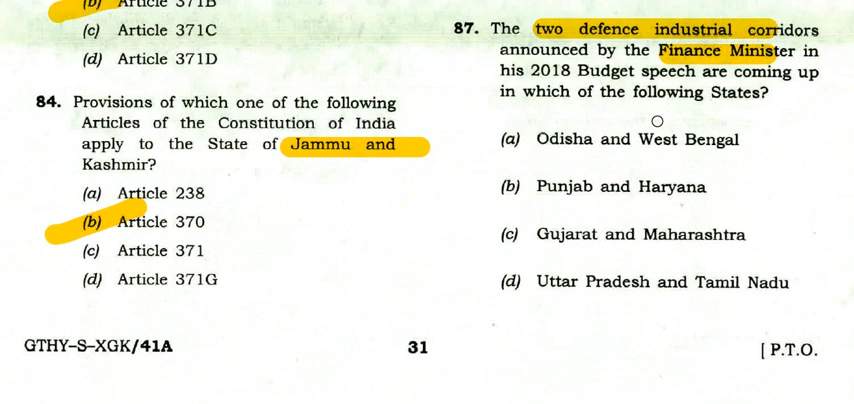 (b) Article 371B
(c) Article 371C
(d) Article 371D
84. Provisions of which one of the following
Articles of the Constitution of India
apply to the State of Jammu and
Kashmir?
(a) Article 238
(b) Article 370
(c) Article 371
(d) Article 371G
87. The two defence industrial corridors
announced by the Finance Minister in
his 2018 Budget speech are coming up
in which of the following States?
(a) Odisha and West Bengal
(b) Punjab and Haryana
(c) Gujarat and Maharashtra
(d) Uttar Pradesh and Tamil Nadu
GTHY–S–XGK/41A
31
[ P.T.O.